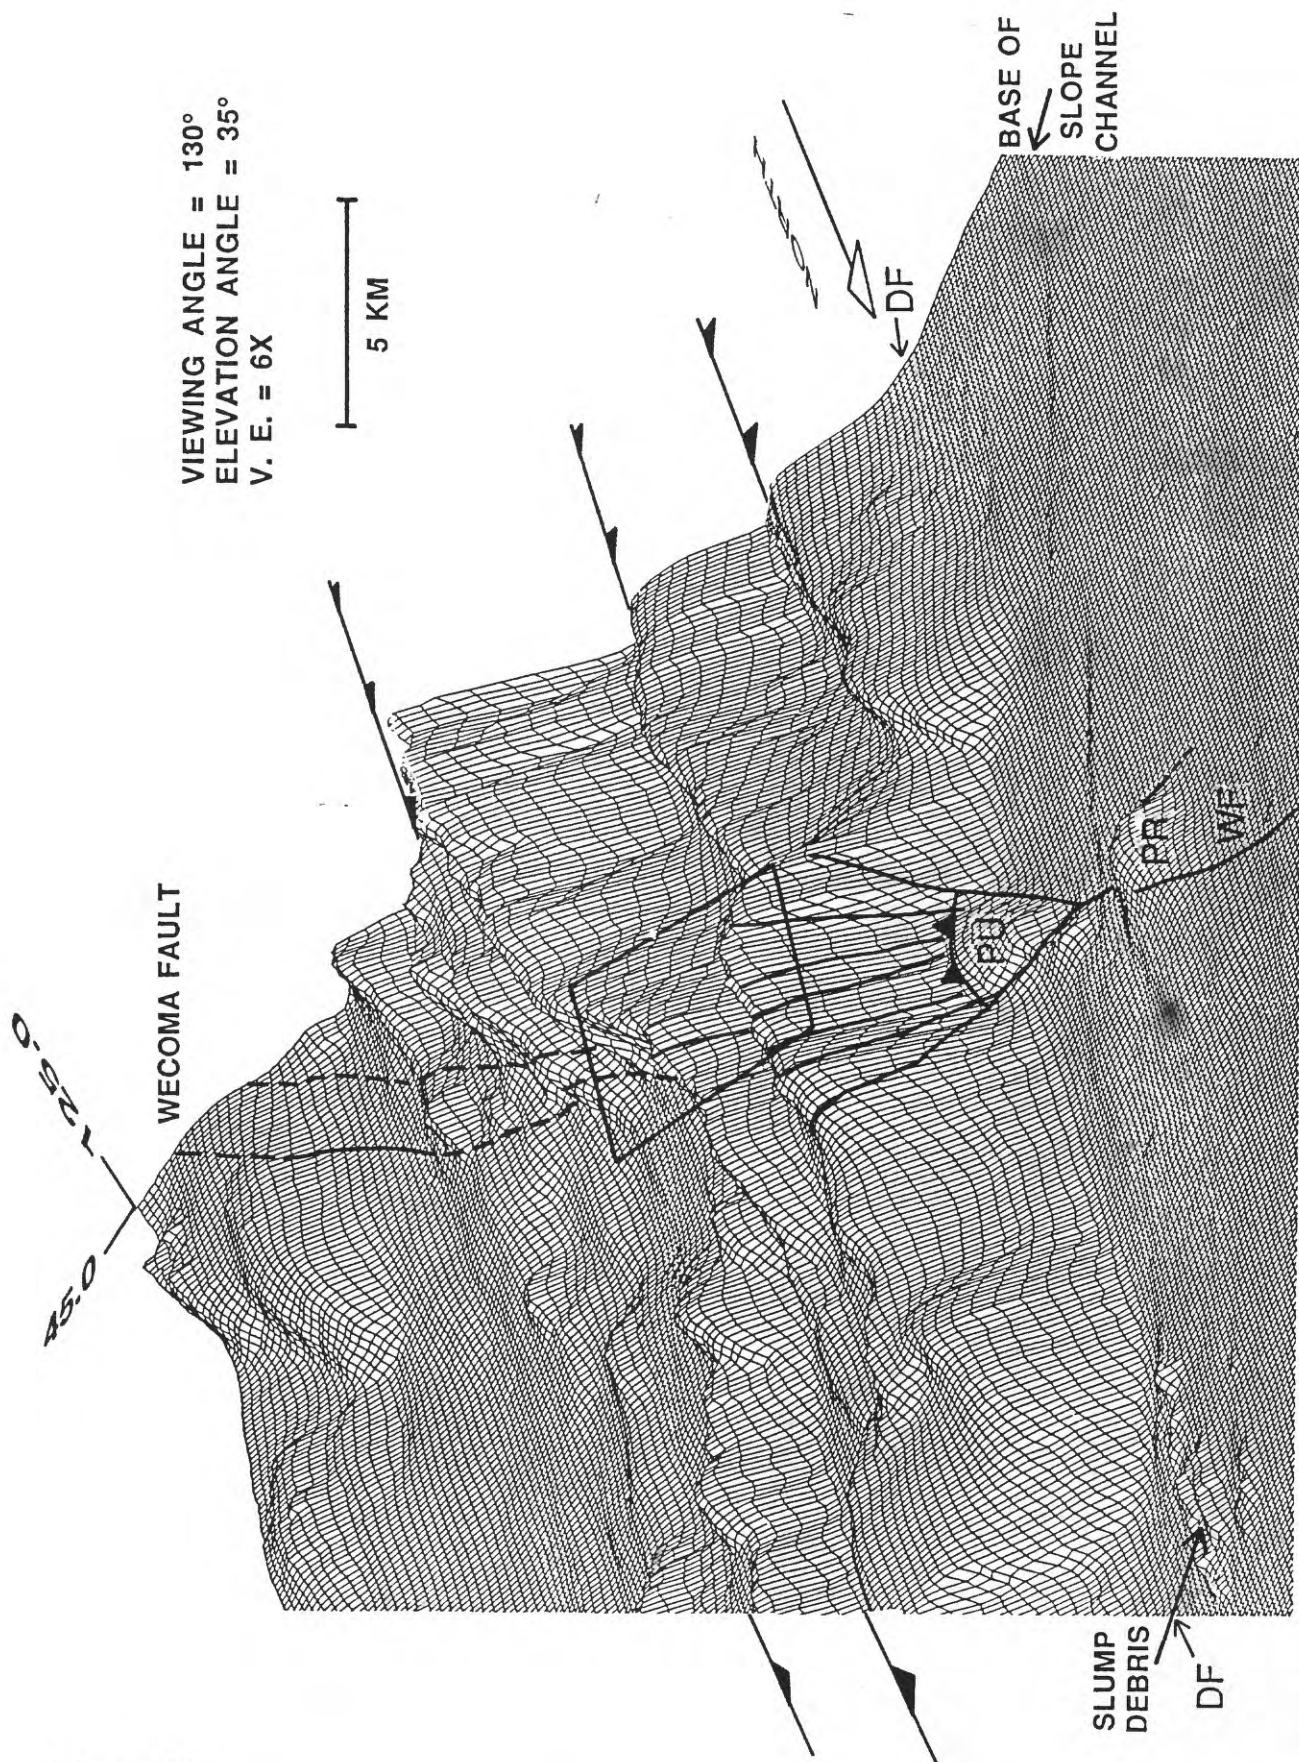 125.0
45.0
WECOMA FAULT
VIEWING ANGLE = 130°
ELEVATION ANGLE = 35°
V. E. = 6X
5 KM
NORTH
DF
BASE OF
SLOPE
CHANNEL
PU
PR
WF
SLUMP
DEBRIS
DF